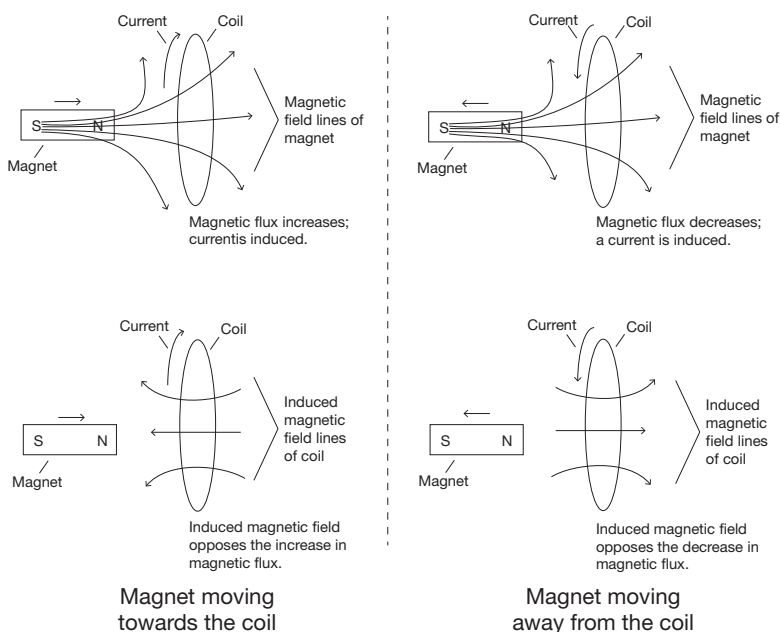 Current
Coil
S
N
Magnet
Magnetic
field lines of
magnet
Magnetic flux increases;
currentis induced.
Current
Coil
S
N
Magnet
Magnetic
field lines of
magnet
Magnetic flux decreases;
a current is induced.
Current
Coil
S
N
Magnet
Induced
magnetic
field lines
of coil
Induced magnetic field
opposes the increase in
magnetic flux.
Current
Coil
S
N
Magnet
Induced
magnetic
field lines
of coil
Induced magnetic field
opposes the decrease in
magnetic flux.
Magnet moving
towards the coil
Magnet moving
away from the coil